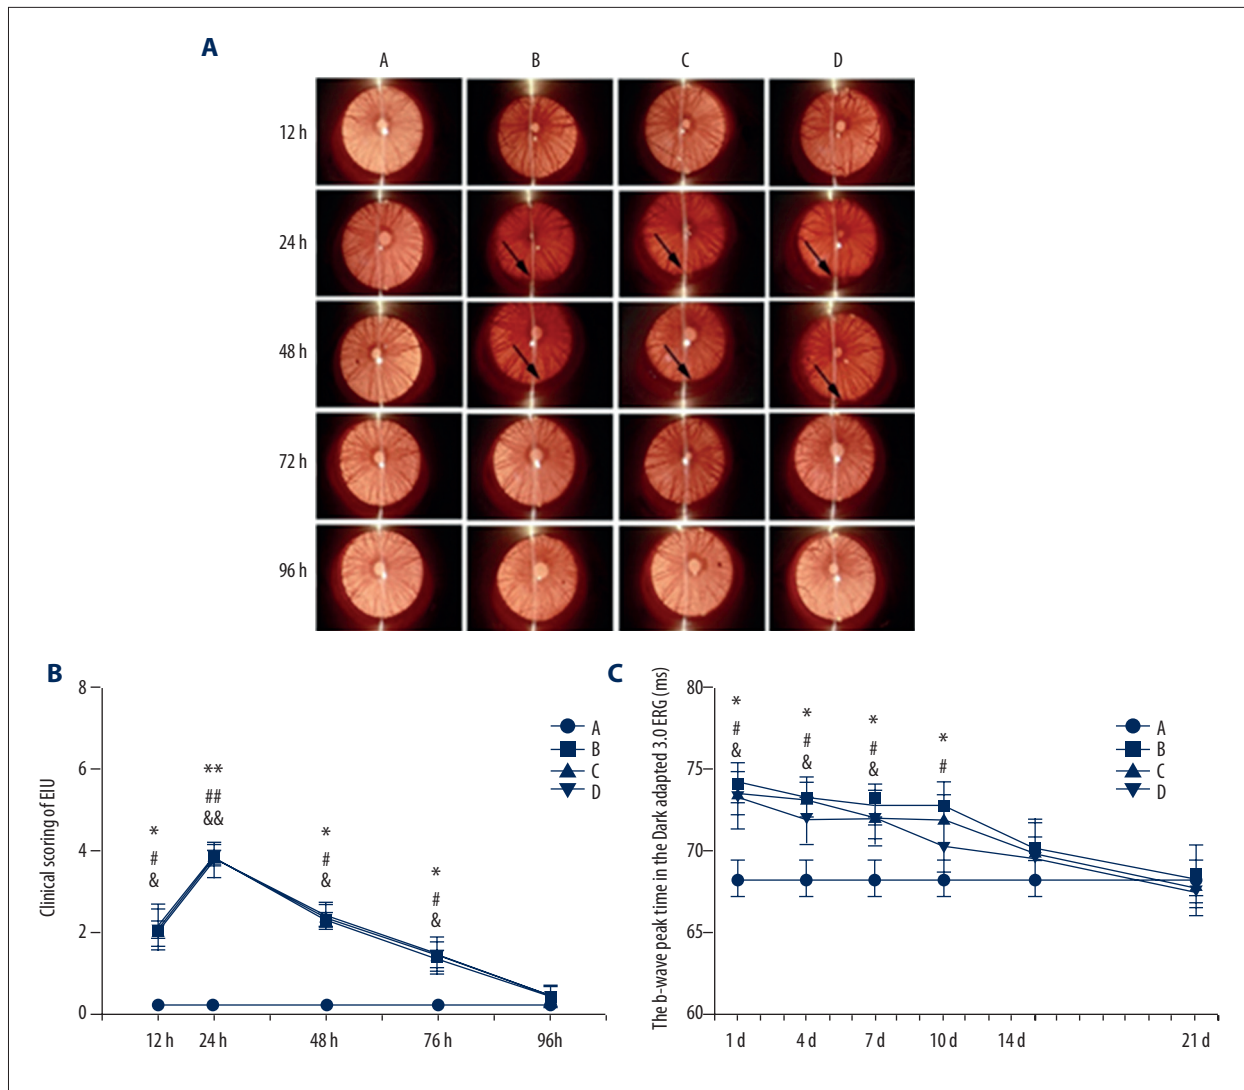 A
A B C D
12 h
24 h
48 h
72 h
96 h
B
8
6
4
2
0
Clinical scoring of EIU
*
#
&
**
##
&&
*
#
&
*
#
&
A
B
C
D
12 h 24 h 48 h 76 h 96h
C
80
75
70
65
60
The b-wave peak time in the Dark adapted 3.0 ERG (ms)
*
#
&
*
#
&
*
#
&
*
#
A
B
C
D
1 d 4 d 7 d 10 d 14 d 21 d